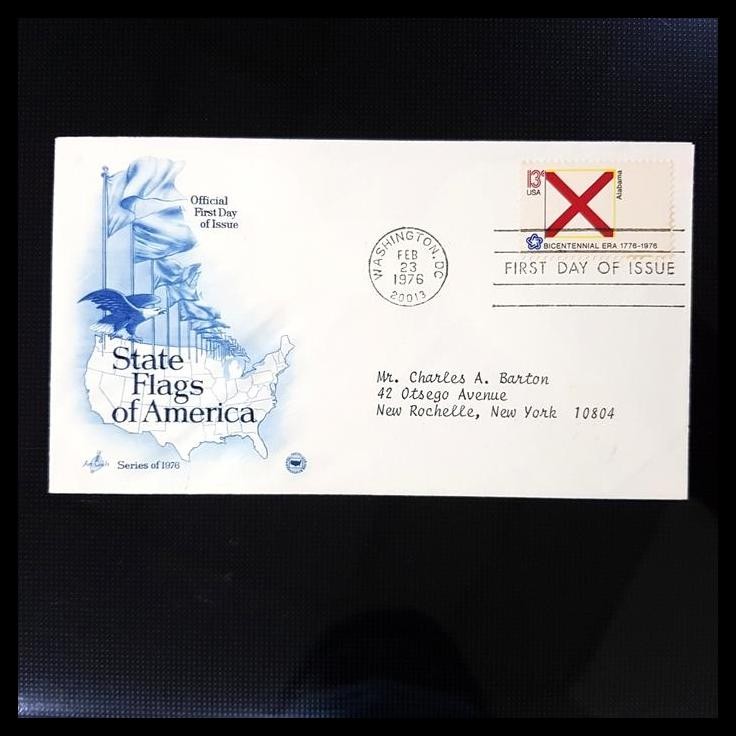 Official
First Day
of Issue
State
Flags
of America
Art Craft
Series of 1976
WASHINGTON, DC
FEB
23
1976
20013
13¢
USA
Alabama
BICENTENNIAL ERA 1776-1976
FIRST DAY OF ISSUE
Mr. Charles A. Barton
42 Otsego Avenue
New Rochelle, New York 10804